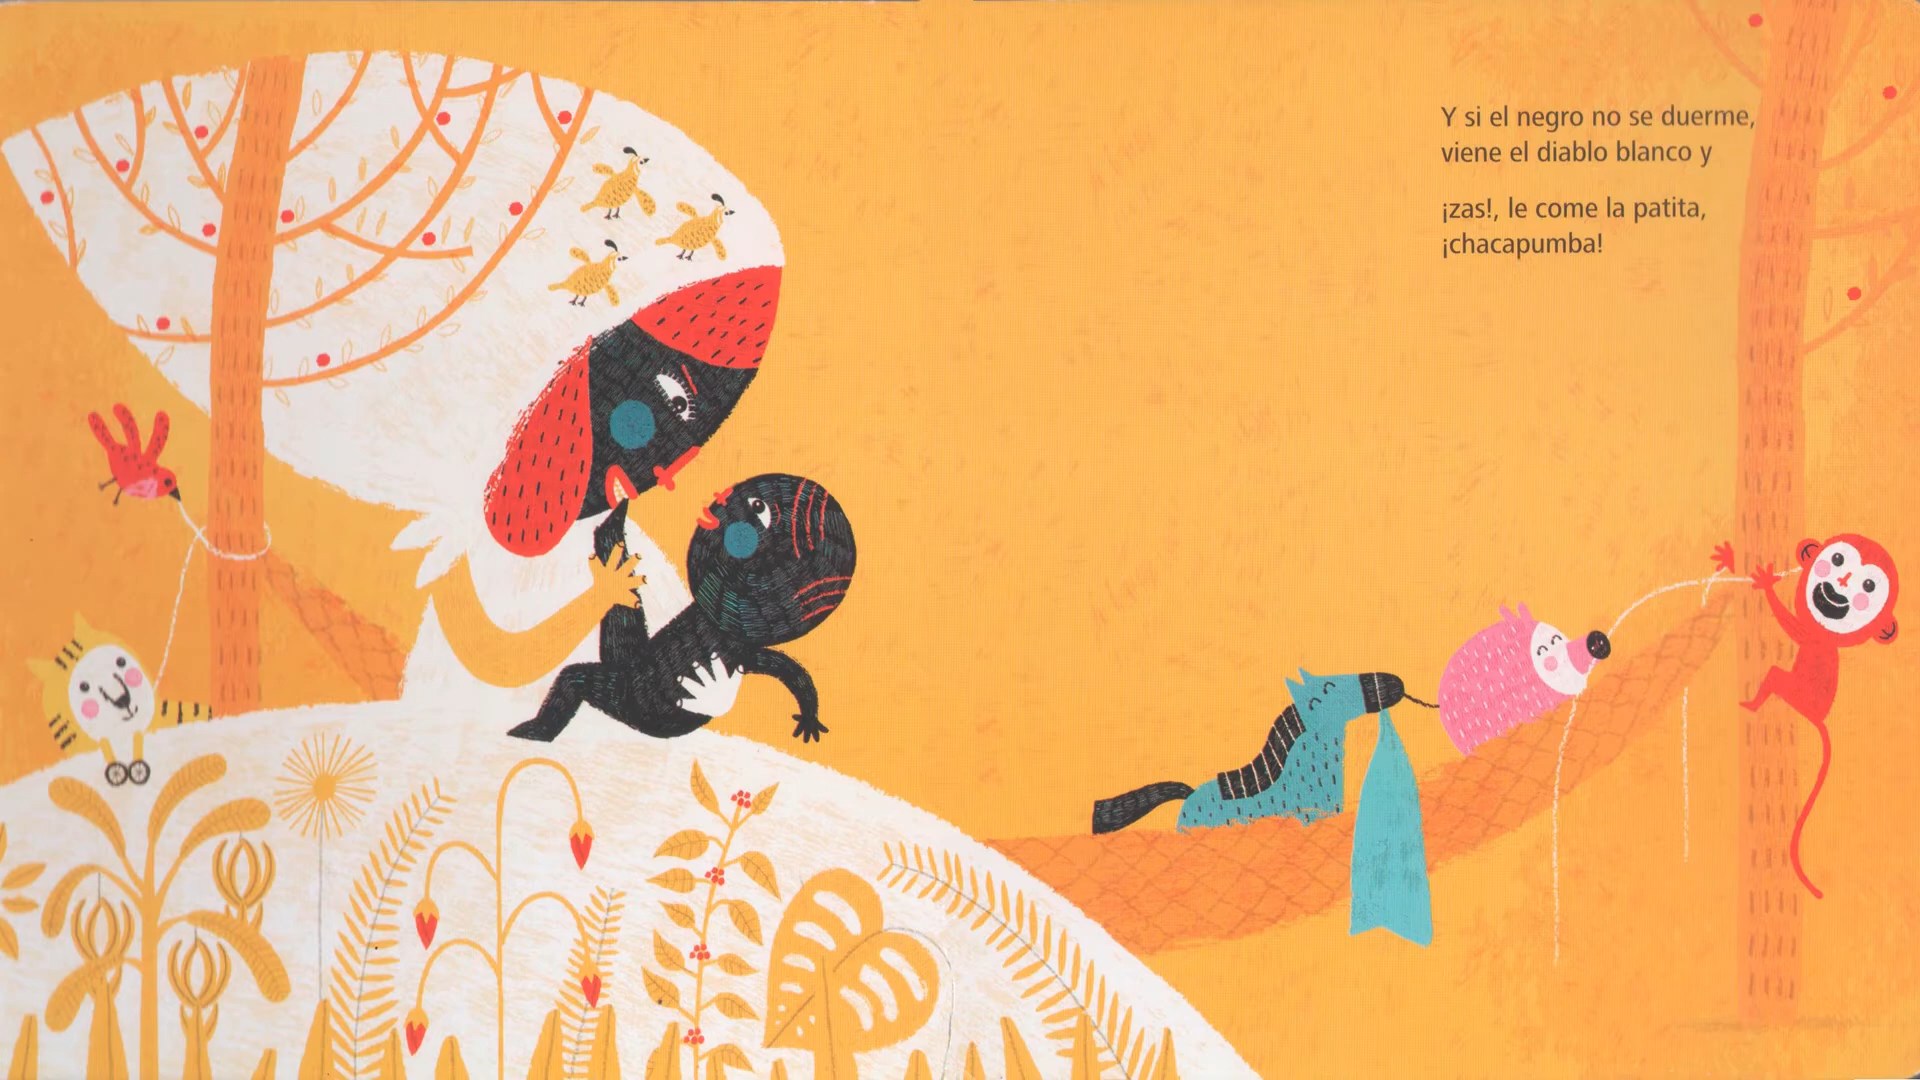 Y si el negro no se duerme,
viene el diablo blanco y
¡zas!, le come la patita,
¡chacapumba!